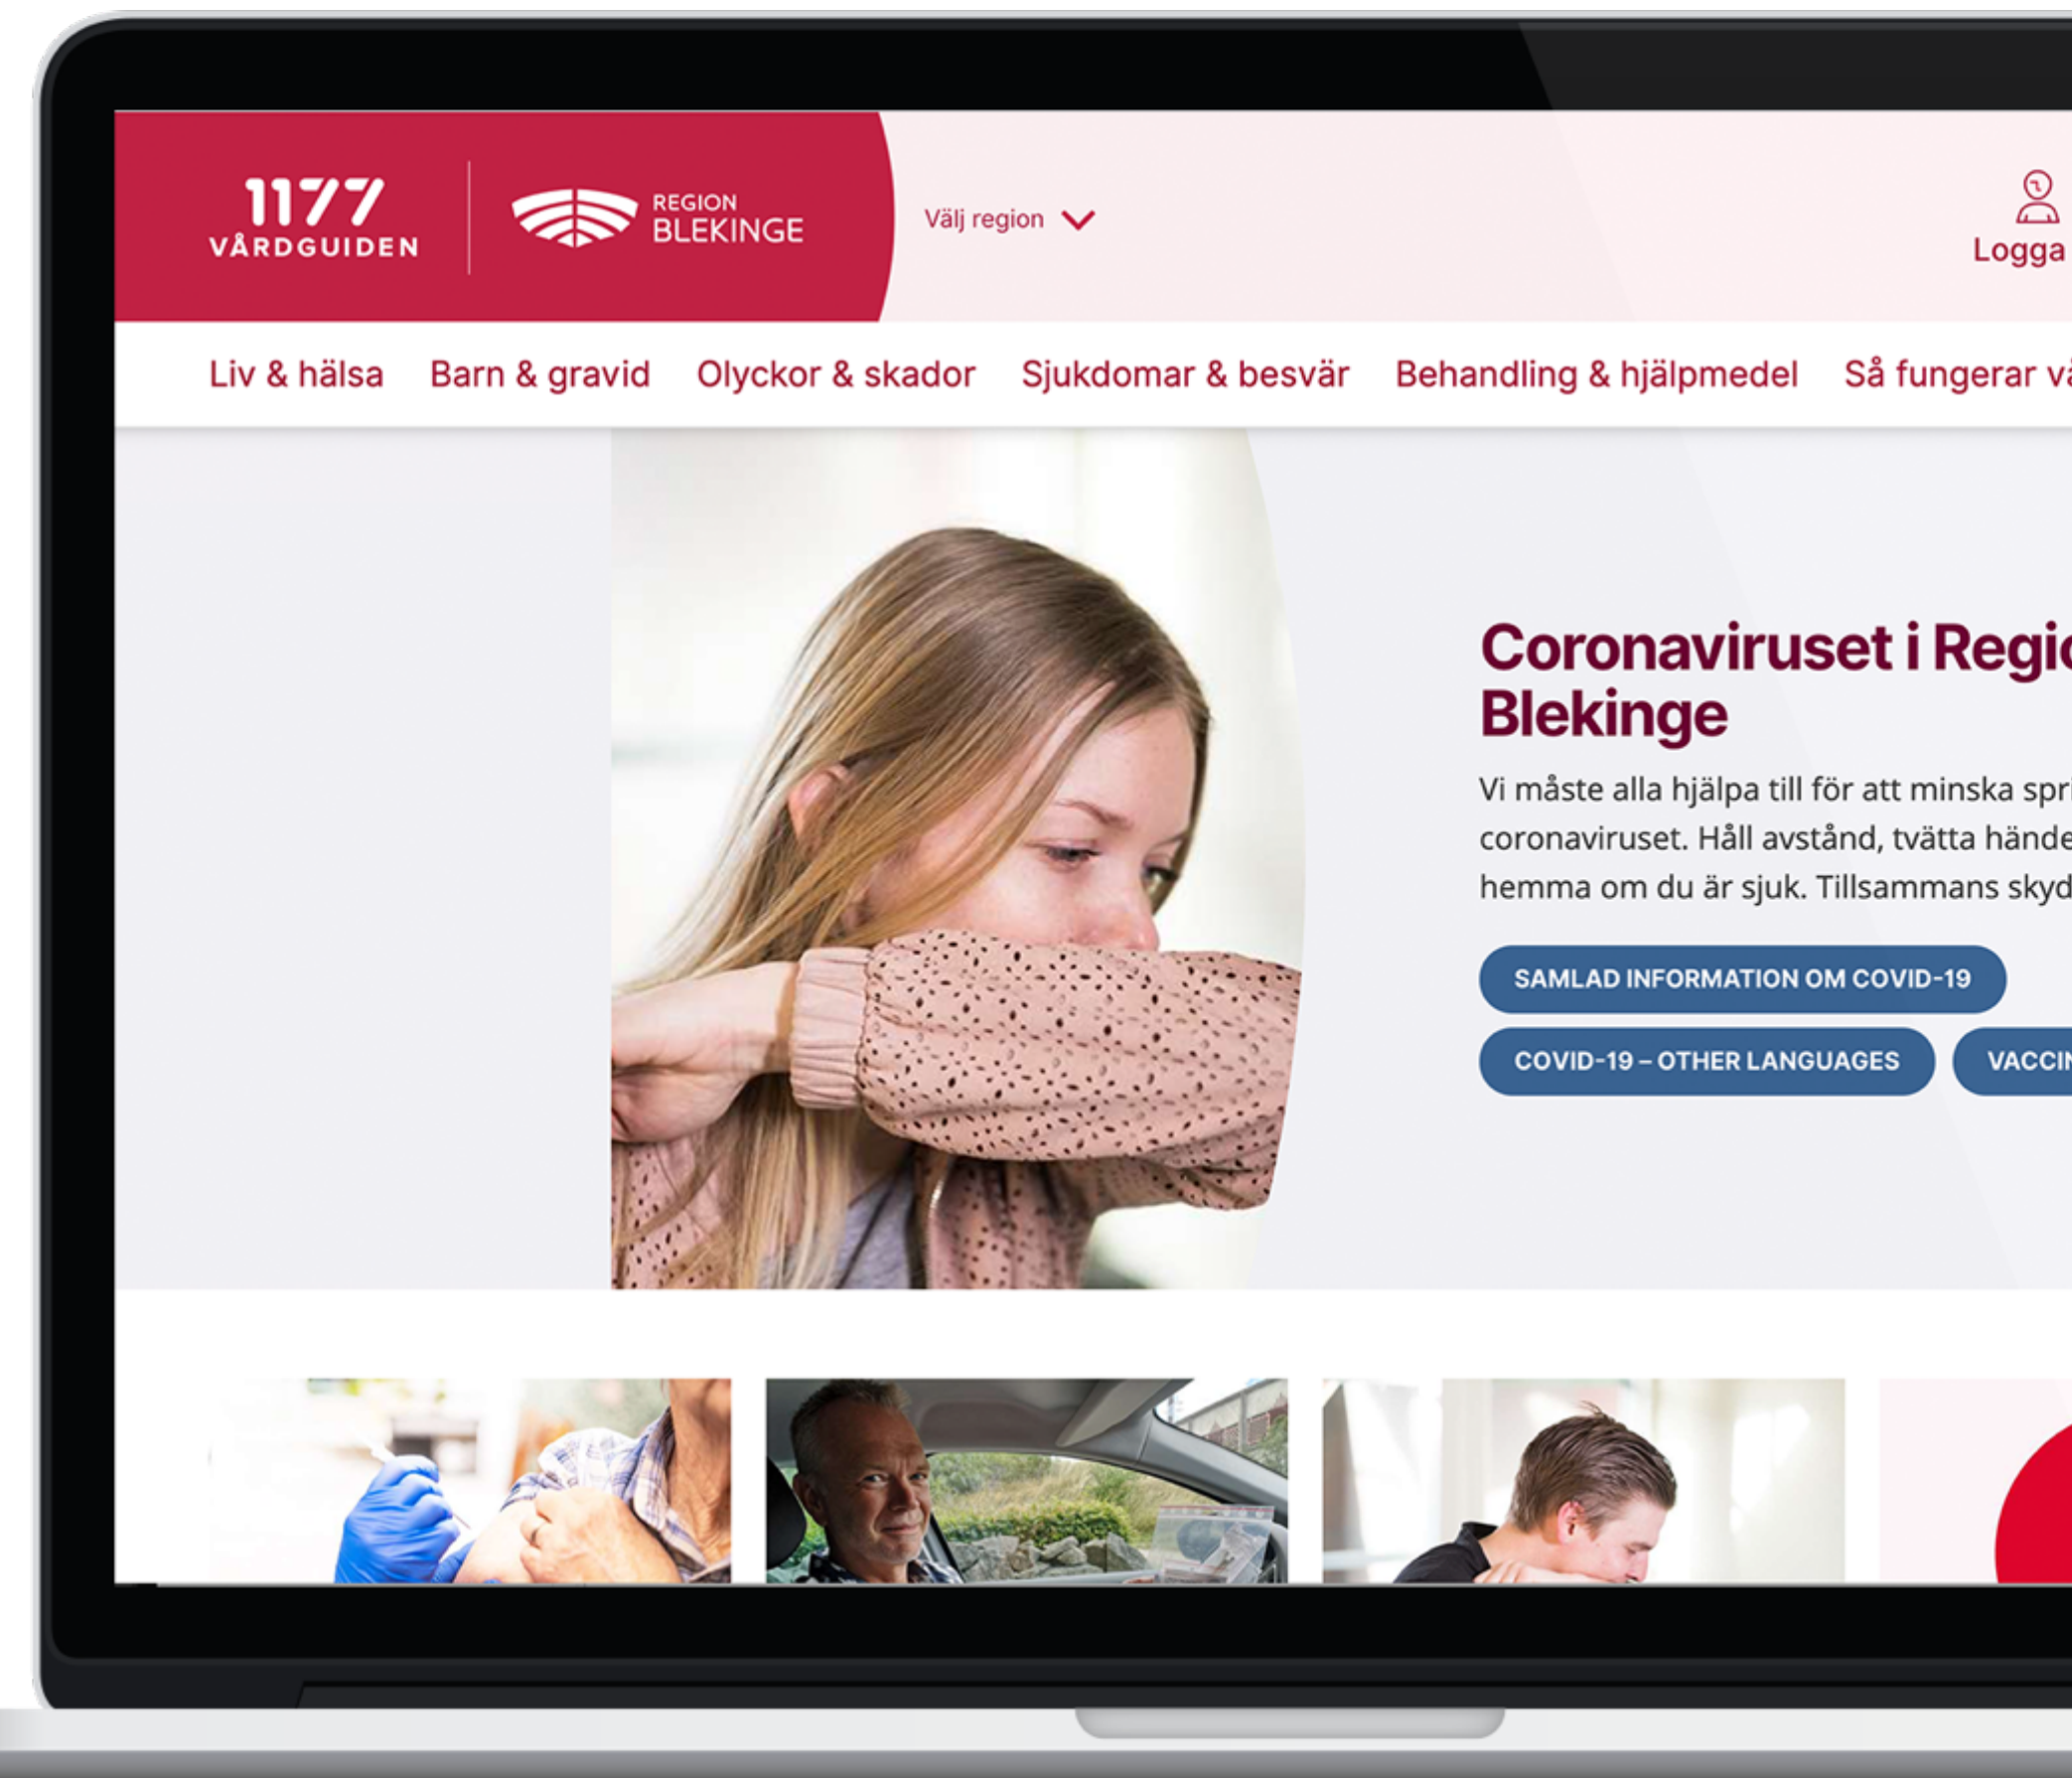 1177
VÅRDGUIDEN
REGION
BLEKINGE
Välj region
Logga
Liv & hälsa
Barn & gravid
Olyckor & skador
Sjukdomar & besvär
Behandling & hjälpmedel
Så fungerar
Coronaviruset i
Blekinge
Vi måste alla hjälpa till för att minska
coronaviruset. Håll avstånd, tvätta
hemma om du är sjuk. Tillsammans
SAMLAD INFORMATION OM COVID-19
COVID-19 – OTHER LANGUAGES